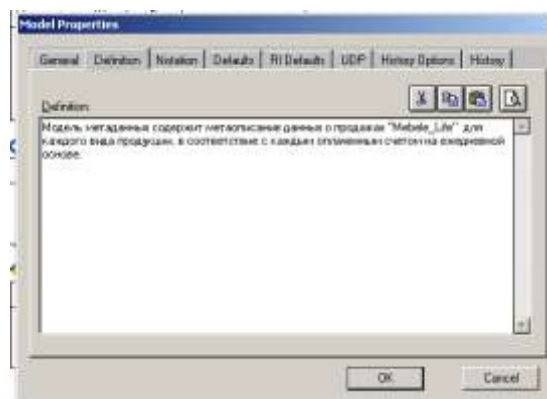 Model Properties
General Definition Notation Defaults RI Defaults UDP History Options History
Definition:
Модель метаданных содержит метаописание данных о продажах "Mebele_Life" для
каждого вида продукции, в соответствие с каждым оплаченным счетом на ежедневной
основе.
OK Cancel